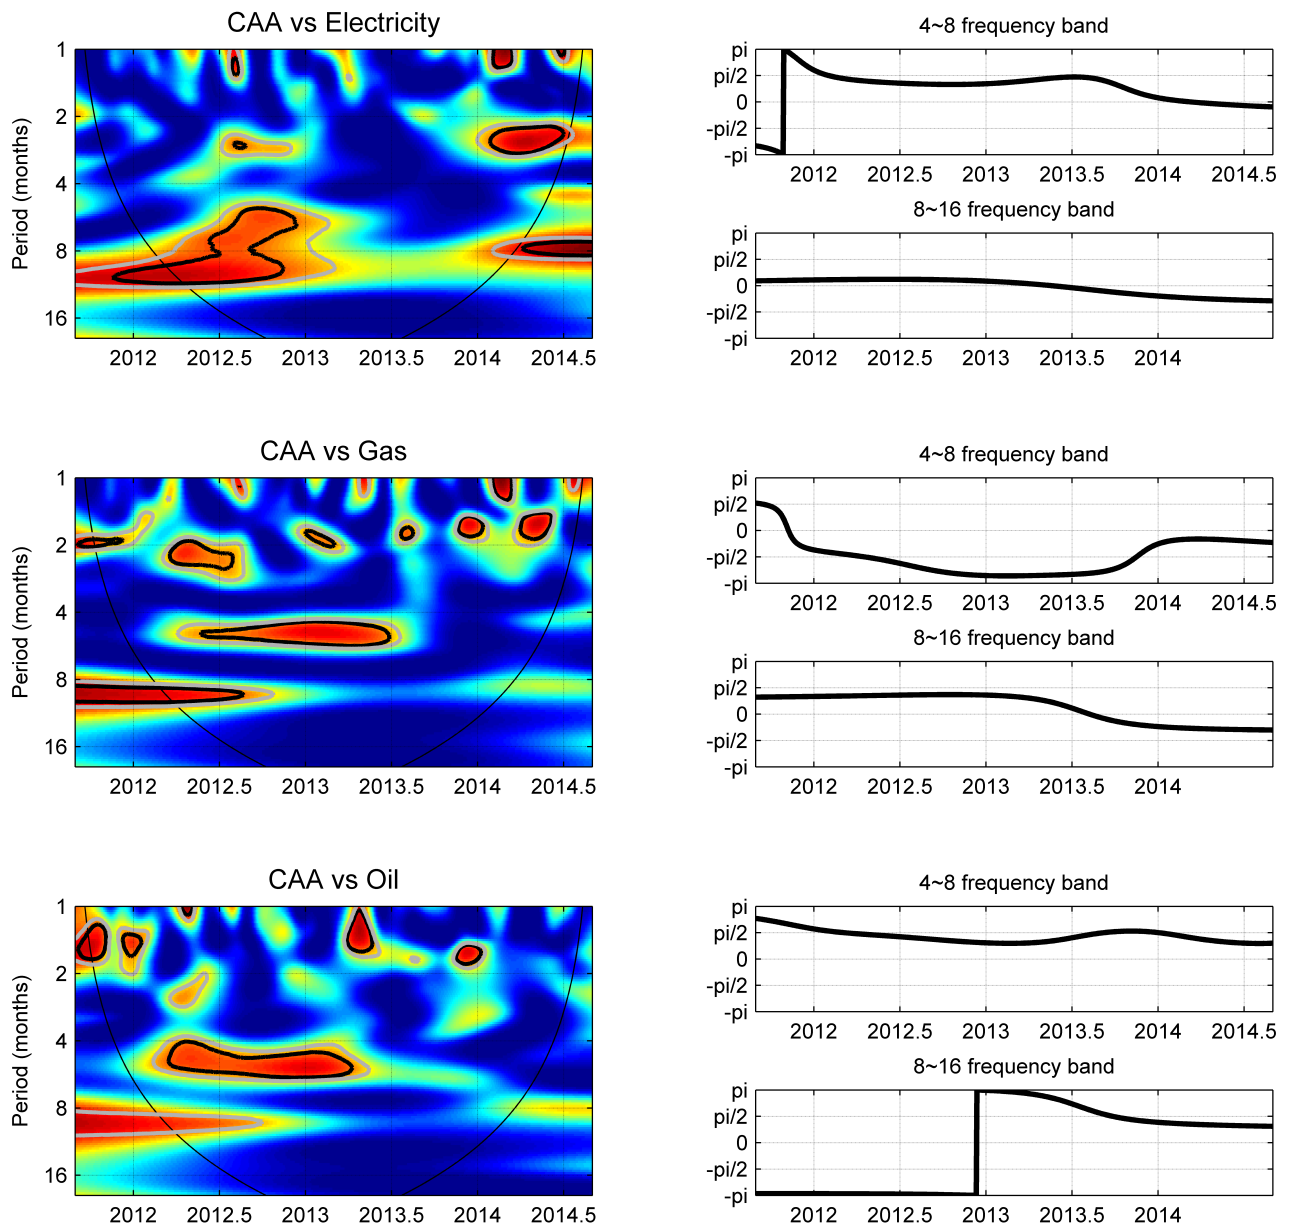 CAA vs Electricity
Period (months)
1
2
4
8
16
2012 2012.5 2013 2013.5 2014 2014.5
4~8 frequency band
pi
pi/2
0
-pi/2
-pi
2012 2012.5 2013 2013.5 2014 2014.5
8~16 frequency band
pi
pi/2
0
-pi/2
-pi
2012 2012.5 2013 2013.5 2014
CAA vs Gas
Period (months)
1
2
4
8
16
2012 2012.5 2013 2013.5 2014 2014.5
4~8 frequency band
pi
pi/2
0
-pi/2
-pi
2012 2012.5 2013 2013.5 2014 2014.5
8~16 frequency band
pi
pi/2
0
-pi/2
-pi
2012 2012.5 2013 2013.5 2014
CAA vs Oil
Period (months)
1
2
4
8
16
2012 2012.5 2013 2013.5 2014 2014.5
4~8 frequency band
pi
pi/2
0
-pi/2
-pi
2012 2012.5 2013 2013.5 2014 2014.5
8~16 frequency band
pi
pi/2
0
-pi/2
-pi
2012 2012.5 2013 2013.5 2014